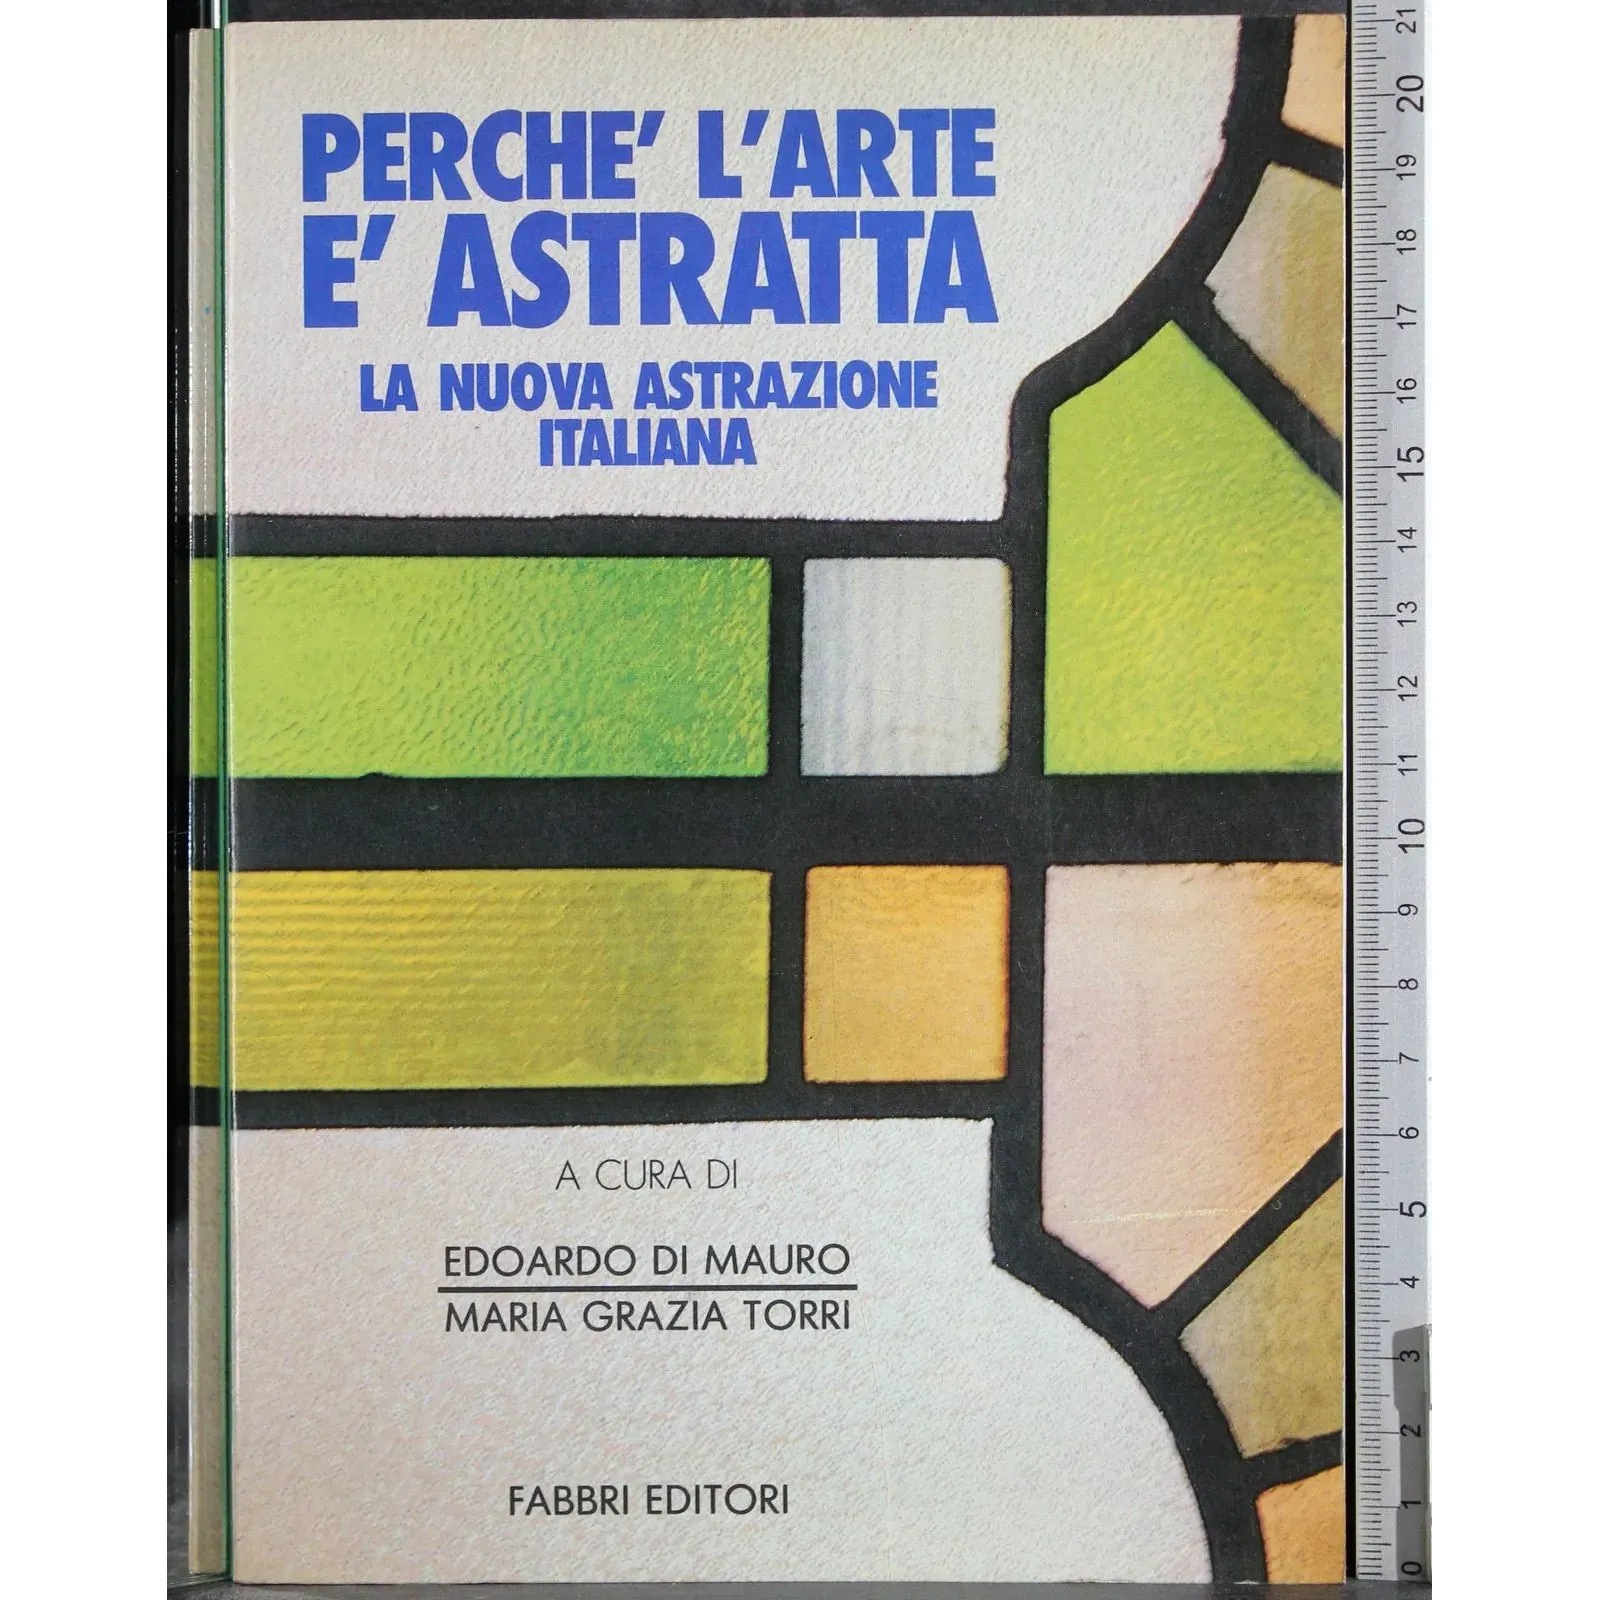 PERCHE' L'ARTE
E' ASTRATTA
LA NUOVA ASTRAZIONE
ITALIANA
A CURA DI
EDOARDO DI MAURO
MARIA GRAZIA TORRI
FABBRI EDITORI
21
20
19
18
17
16
15
14
13
12
11
10
9
8
7
6
5
4
3
2
1
0